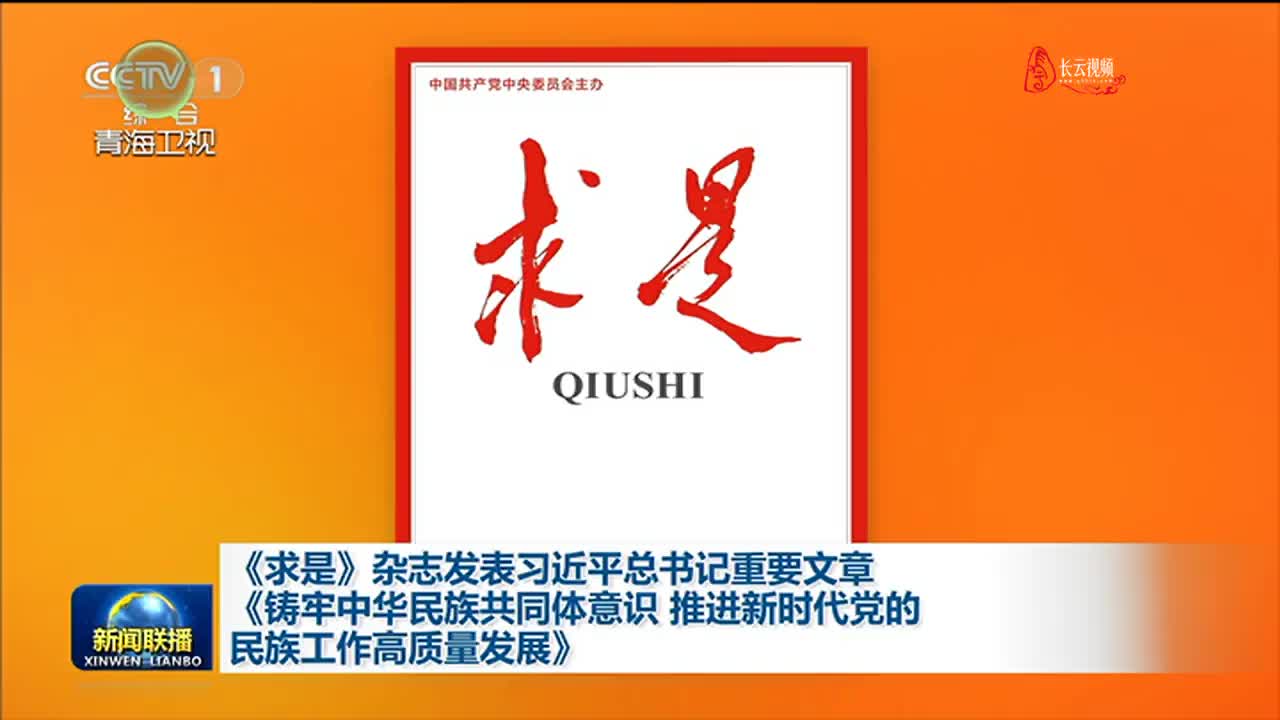 CCTV 1
综合
青海卫视
长云视频
中国共产党中央委员会主办
求是
QIUSHI
《求是》杂志发表习近平总书记重要文章
《铸牢中华民族共同体意识 推进新时代党的
民族工作高质量发展》
新闻联播
XINWEN LIANBO